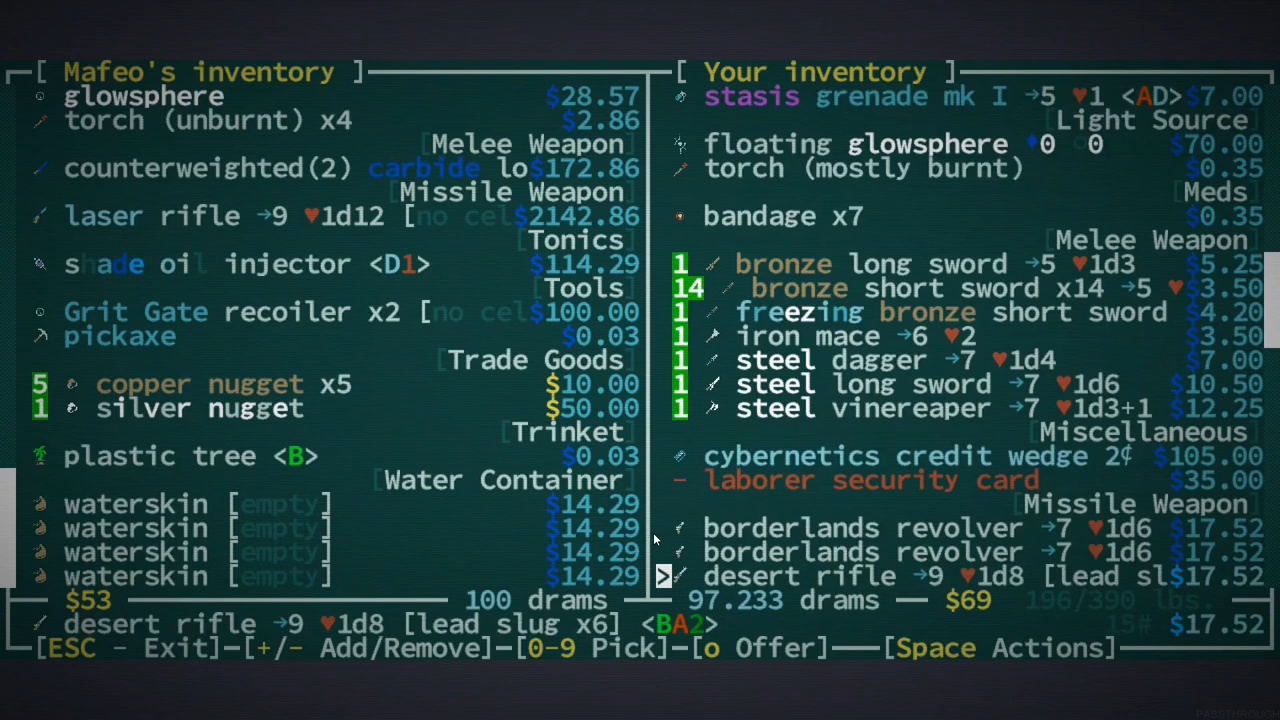 [ Mafeo's inventory ]
glowsphere $28.57
torch (unburnt) x4 $2.86
[Melee Weapon]
counterweighted(2) carbide lo$172.86
[Missile Weapon]
laser rifle →9 ♥1d12 [no cel$2142.86
[Tonics]
shade oil injector <D1> $114.29
[Tools]
Grit Gate recoiler x2 [no cel$100.00
pickaxe $0.03
[Trade Goods]
5 copper nugget x5 $10.00
1 silver nugget $50.00
[Trinket]
plastic tree <B> $0.03
[Water Container]
waterskin [empty] $14.29
waterskin [empty] $14.29
waterskin [empty] $14.29
waterskin [empty] $14.29
$53 100 drams
[ Your inventory ]
stasis grenade mk I →5 ♥1 <AD>$7.00
[Light Source]
floating glowsphere ♦0 ○0 $70.00
torch (mostly burnt) $0.35
[Meds]
bandage x7 $0.35
[Melee Weapon]
1 bronze long sword →5 ♥1d3 $5.25
14 bronze short sword x14 →5 ♥$3.50
1 freezing bronze short sword $4.20
1 iron mace →6 ♥2 $3.50
1 steel dagger →7 ♥1d4 $7.00
1 steel long sword →7 ♥1d6 $10.50
1 steel vinereaper →7 ♥1d3+1 $12.25
[Miscellaneous]
cybernetics credit wedge 2¢ $105.00
laborer security card $35.00
[Missile Weapon]
borderlands revolver →7 ♥1d6 $17.52
borderlands revolver →7 ♥1d6 $17.52
> desert rifle →9 ♥1d8 [lead sl$17.52
97.233 drams $69 196/390 lbs.
desert rifle →9 ♥1d8 [lead slug x6] <BA2> 15# $17.52
[ESC - Exit] [+/- Add/Remove] [0-9 Pick] [o Offer] [Space Actions]